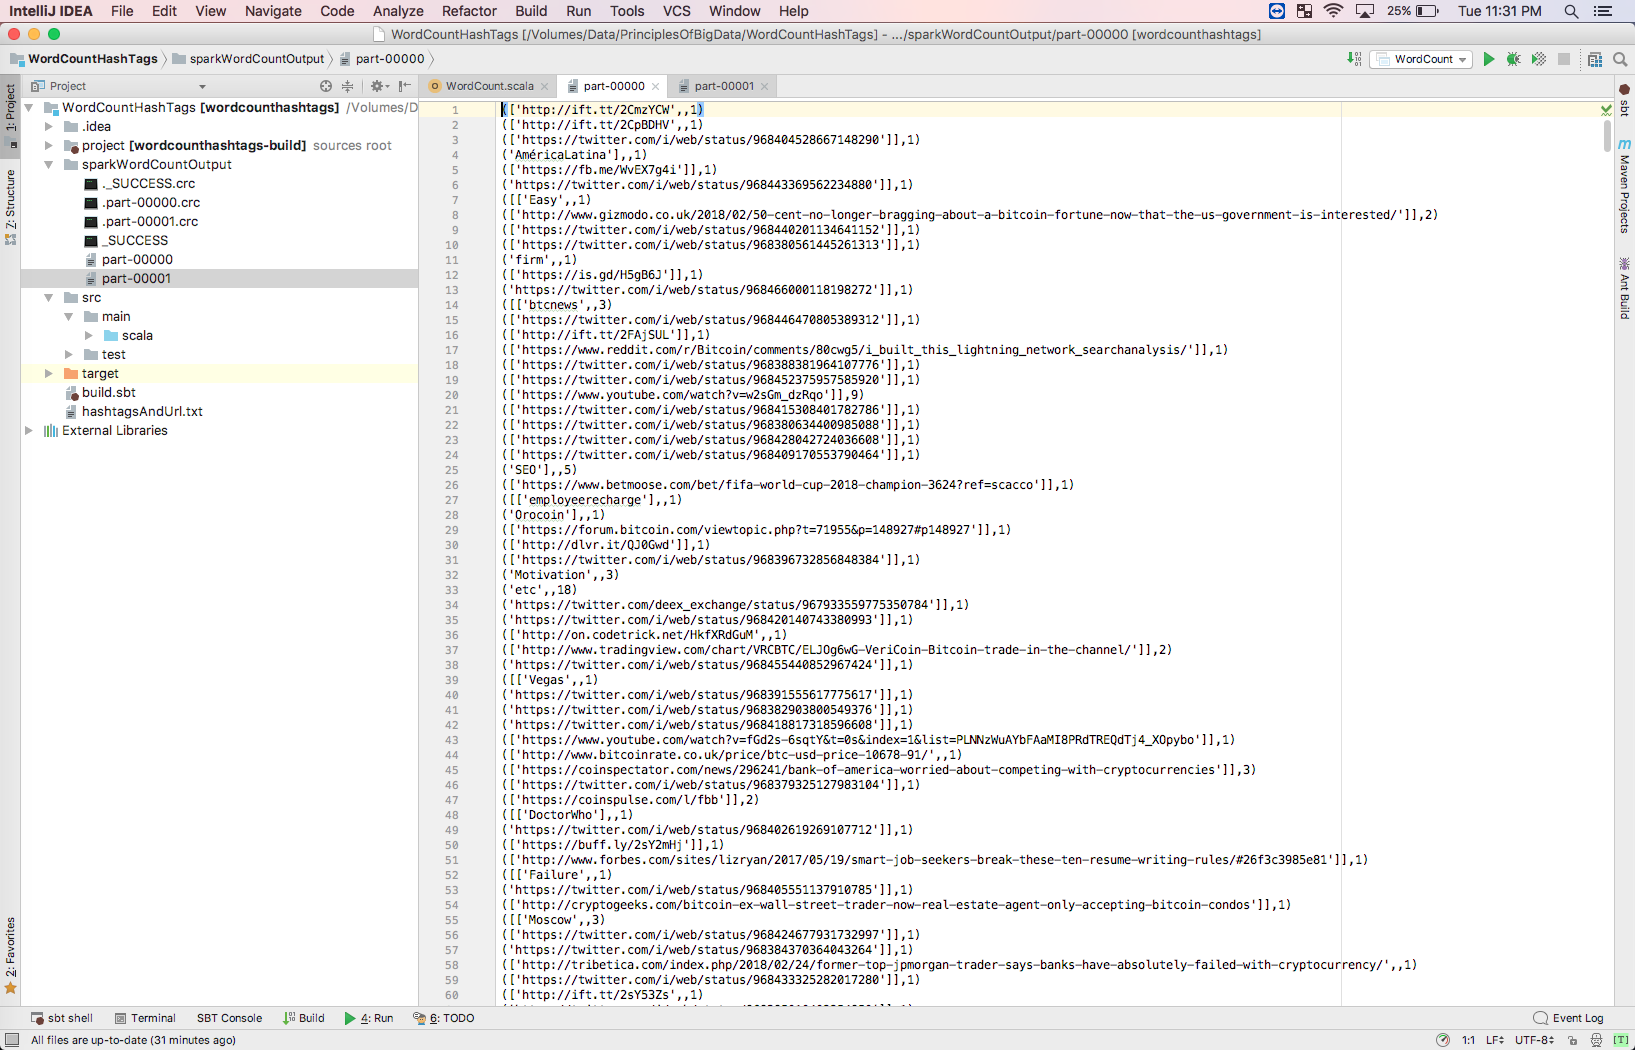 IntelliJ IDEA File Edit View Navigate Code Analyze Refactor Build Run Tools VCS Window Help 25% Tue 11:31 PM
WordCountHashTags [/Volumes/Data/PrinciplesOfBigData/WordCountHashTags] - .../sparkWordCountOutput/part-00000 [wordcounthashtags]
WordCountHashTags sparkWordCountOutput part-00000 WordCount
Project
WordCount.scala part-00000 part-00001
1: Project
Z: Structure
2: Favorites
WordCountHashTags [wordcounthashtags] /Volumes/D
.idea
project [wordcounthashtags-build] sources root
sparkWordCountOutput
._SUCCESS.crc
.part-00000.crc
.part-00001.crc
_SUCCESS
part-00000
part-00001
src
main
scala
test
target
build.sbt
hashtagsAndUrl.txt
External Libraries
1 (['http://ift.tt/2CmzYCW',,1)
2 (['http://ift.tt/2CpBDHV',,1)
3 (['https://twitter.com/i/web/status/968404528667148290']],1)
4 ('AméricaLatina'],,1)
5 (['https://fb.me/WvEX7g4i']],1)
6 ('https://twitter.com/i/web/status/968443369562234880']],1)
7 ([['Easy',,1)
8 (['http://www.gizmodo.co.uk/2018/02/50-cent-no-longer-bragging-about-a-bitcoin-fortune-now-that-the-us-government-is-interested/']],2)
9 (['https://twitter.com/i/web/status/968440201134641152']],1)
10 (['https://twitter.com/i/web/status/968380561445261313']],1)
11 ('firm',,1)
12 (['https://is.gd/H5gB6J']],1)
13 ('https://twitter.com/i/web/status/968466000118198272']],1)
14 ([['btcnews',,3)
15 (['https://twitter.com/i/web/status/968446470805389312']],1)
16 (['http://ift.tt/2FAjSUL']],1)
17 (['https://www.reddit.com/r/Bitcoin/comments/80cwg5/i_built_this_lightning_network_searchanalysis/']],1)
18 (['https://twitter.com/i/web/status/968388381964107776']],1)
19 (['https://twitter.com/i/web/status/968452375957585920']],1)
20 (['https://www.youtube.com/watch?v=w2sGm_dzRqo']],9)
21 (['https://twitter.com/i/web/status/968415308401782786']],1)
22 (['https://twitter.com/i/web/status/968380634400985088']],1)
23 (['https://twitter.com/i/web/status/968428042724036608']],1)
24 (['https://twitter.com/i/web/status/968409170553790464']],1)
25 ('SEO'],,5)
26 (['https://www.betmoose.com/bet/fifa-world-cup-2018-champion-3624?ref=scacco']],1)
27 ([['employeerecharge'],,1)
28 ('Orocoin'],,1)
29 (['https://forum.bitcoin.com/viewtopic.php?t=71955&p=148927#p148927']],1)
30 (['http://dlvr.it/QJ0Gwd']],1)
31 (['https://twitter.com/i/web/status/968396732856848384']],1)
32 ('Motivation',,3)
33 ('etc',,18)
34 ('https://twitter.com/deex_exchange/status/967933559775350784']],1)
35 ('https://twitter.com/i/web/status/968420140743380993']],1)
36 (['http://on.codetrick.net/HkfXRdGuM',,1)
37 (['http://www.tradingview.com/chart/VRCBTC/ELJOg6wG-VeriCoin-Bitcoin-trade-in-the-channel/']],2)
38 ('https://twitter.com/i/web/status/968455440852967424']],1)
39 ([['Vegas',,1)
40 ('https://twitter.com/i/web/status/968391555617775617']],1)
41 ('https://twitter.com/i/web/status/968382903800549376']],1)
42 ('https://twitter.com/i/web/status/968418817318596608']],1)
43 (['https://www.youtube.com/watch?v=fGd2s-6sqtY&t=0s&index=1&list=PLNNzWuAYbFAaMI8PRdTREQdTj4_XOpybo']],1)
44 (['http://www.bitcoinrate.co.uk/price/btc-usd-price-10678-91/',,1)
45 (['https://coinspectator.com/news/296241/bank-of-america-worried-about-competing-with-cryptocurrencies']],3)
46 (['https://twitter.com/i/web/status/968379325127983104']],1)
47 (['https://coinspulse.com/l/fbb']],2)
48 ([['DoctorWho'],,1)
49 ('https://twitter.com/i/web/status/968402619269107712']],1)
50 (['https://buff.ly/2sY2mHj']],1)
51 (['http://www.forbes.com/sites/lizryan/2017/05/19/smart-job-seekers-break-these-ten-resume-writing-rules/#26f3c3985e81']],1)
52 ([['Failure',,1)
53 ('https://twitter.com/i/web/status/968405551137910785']],1)
54 (['http://cryptogeeks.com/bitcoin-ex-wall-street-trader-now-real-estate-agent-only-accepting-bitcoin-condos']],1)
55 ([['Moscow',,3)
56 (['https://twitter.com/i/web/status/968424677931732997']],1)
57 ('https://twitter.com/i/web/status/968384370364043264']],1)
58 (['http://tribetica.com/index.php/2018/02/24/former-top-jpmorgan-trader-says-banks-have-absolutely-failed-with-cryptocurrency/',,1)
59 (['https://twitter.com/i/web/status/968433325282017280']],1)
60 (['http://ift.tt/2sY53Zs',,1)
sbt
Maven Projects
Ant Build
sbt shell Terminal SBT Console Build 4: Run 6: TODO Event Log
All files are up-to-date (31 minutes ago) 1:1 LF UTF-8 [T]